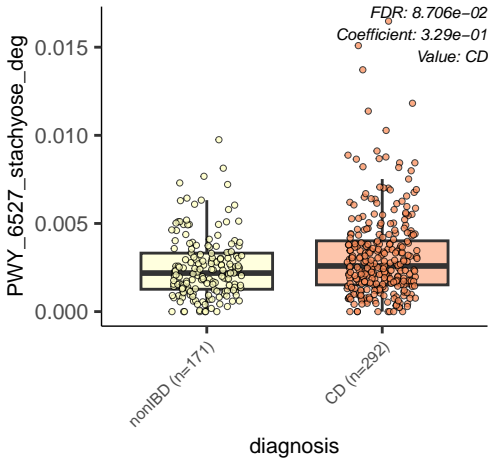 FDR: 8.706e−02
Coefficient: 3.29e−01
Value: CD
PWY_6527_stachyose_deg
0.015
0.010
0.005
0.000
nonIBD (n=171)
CD (n=292)
diagnosis